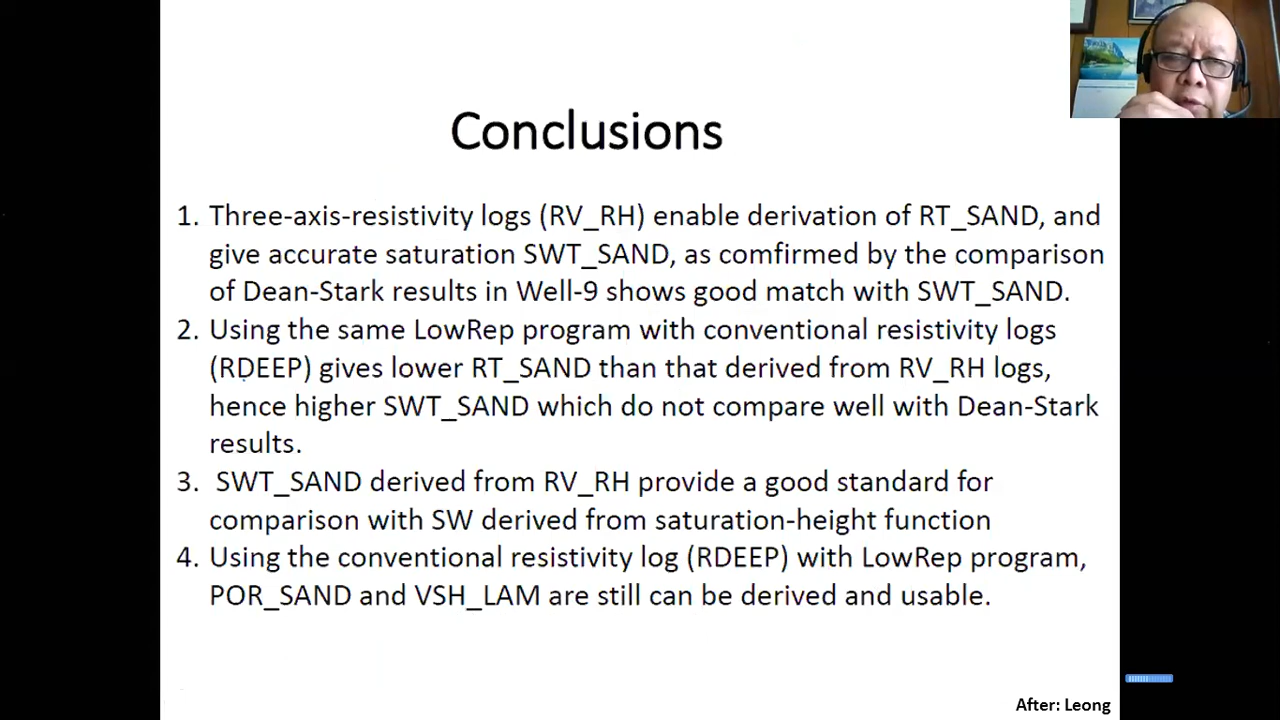 Conclusions
1. Three-axis-resistivity logs (RV_RH) enable derivation of RT_SAND, and
give accurate saturation SWT_SAND, as comfirmed by the comparison
of Dean-Stark results in Well-9 shows good match with SWT_SAND.
2. Using the same LowRep program with conventional resistivity logs
(RDEEP) gives lower RT_SAND than that derived from RV_RH logs,
hence higher SWT_SAND which do not compare well with Dean-Stark
results.
3. SWT_SAND derived from RV_RH provide a good standard for
comparison with SW derived from saturation-height function
4. Using the conventional resistivity log (RDEEP) with LowRep program,
POR_SAND and VSH_LAM are still can be derived and usable.
After: Leong